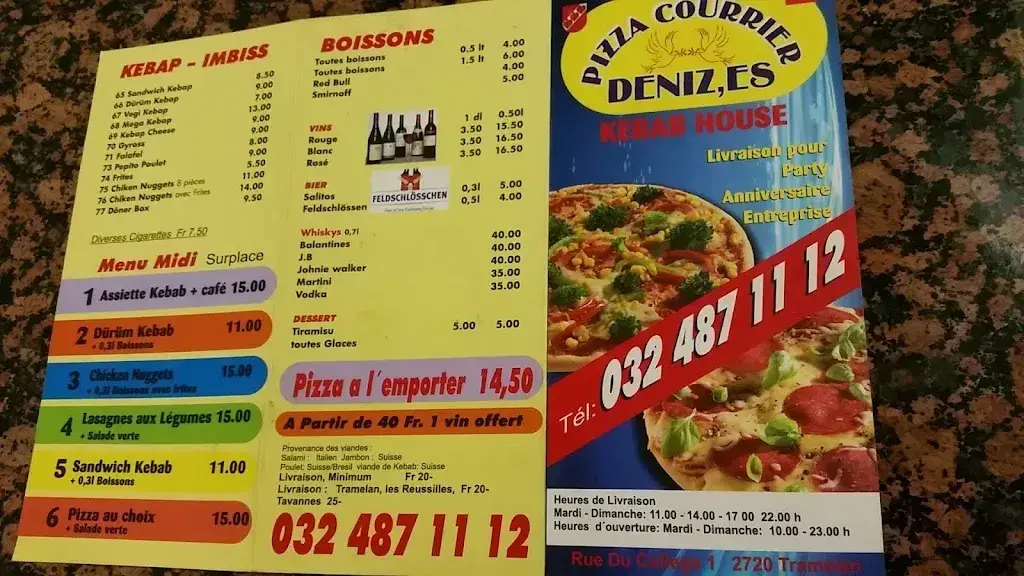 KEBAP - IMBISS
65 Sandwich Kebap 8.50
66 Dürüm Kebap 9.00
67 Vegi Kebap 7.00
68 Mega Kebap 13.00
69 Kebap Cheese 9.00
70 Gyross 9.00
71 Falafel 8.00
73 Pepito Poulet 9.00
74 Frites 5.50
75 Chiken Nuggets 8 pièces 11.00
76 Chiken Nuggets avec Frites 14.00
77 Döner Box 9.50
Diverses Cigarettes Fr 7.50
Menu Midi Surplace
1 Assiette Kebab + café 15.00
2 Dürüm Kebab 11.00
+ 0,3l Boissons
3 Chicken Nuggets 15.00
+ 0,3l Boissons avec frites
4 Lasagnes aux Légumes 15.00
+ Salade verte
5 Sandwich Kebab 11.00
+ 0,3l Boissons
6 Pizza au choix 15.00
+ Salade verte
BOISSONS
Toutes boissons 0.5 lt 4.00
Toutes boissons 1.5 lt 6.00
Red Bull 4.00
Smirnoff 5.00
VINS 1 dl 0.50l
Rouge 3.50 15.50
Blanc 3.50 16.50
Rosé 3.50 16.50
BIER
Salitos 0,3l 5.00
Feldschlössen 0,5l 4.00
FELDSCHLÖSSCHEN
Whiskys 0,7l
Balantines 40.00
J.B 40.00
Johnie walker 40.00
Martini 35.00
Vodka 35.00
DESSERT
Tiramisu 5.00 5.00
toutes Glaces
Pizza a l´emporter 14,50
A Partir de 40 Fr. 1 vin offert
Provenance des viandes :
Salami : Italien Jambon : Suisse
Poulet: Suisse/Bresil viande de Kebab: Suisse
Livraison, Minimum Fr 20-
Livraison : Tramelan, les Reussilles, Fr 20-
Tavannes 25-
032 487 11 12
PIZZA COURRIER
DENIZ,ES
KEBAB HOUSE
Livraison pour
Party
Anniversaire
Entreprise
Tél: 032 487 11 12
Heures de Livraison
Mardi - Dimanche: 11.00 - 14.00 - 17 00 22.00 h
Heures d´ouverture: Mardi - Dimanche: 10.00 - 23.00 h
Rue Du Collège 1 2720 Tramelan